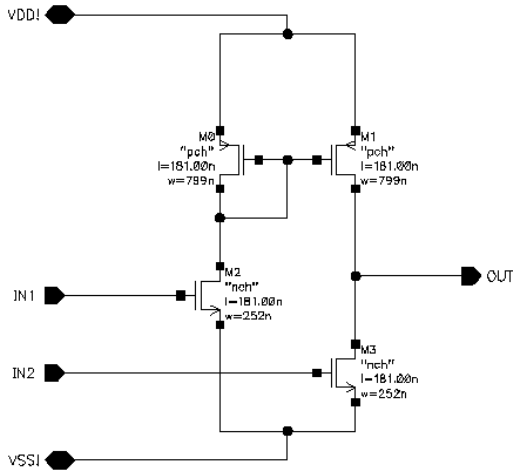 VDD!
M0
"pch"
l=181.00n
w=799n
M1
"pch"
l=181.00n
w=799n
M2
"nch"
l=181.00n
w=252n
IN1
OUT
M3
"nch"
l=181.00n
w=252n
IN2
VSS!